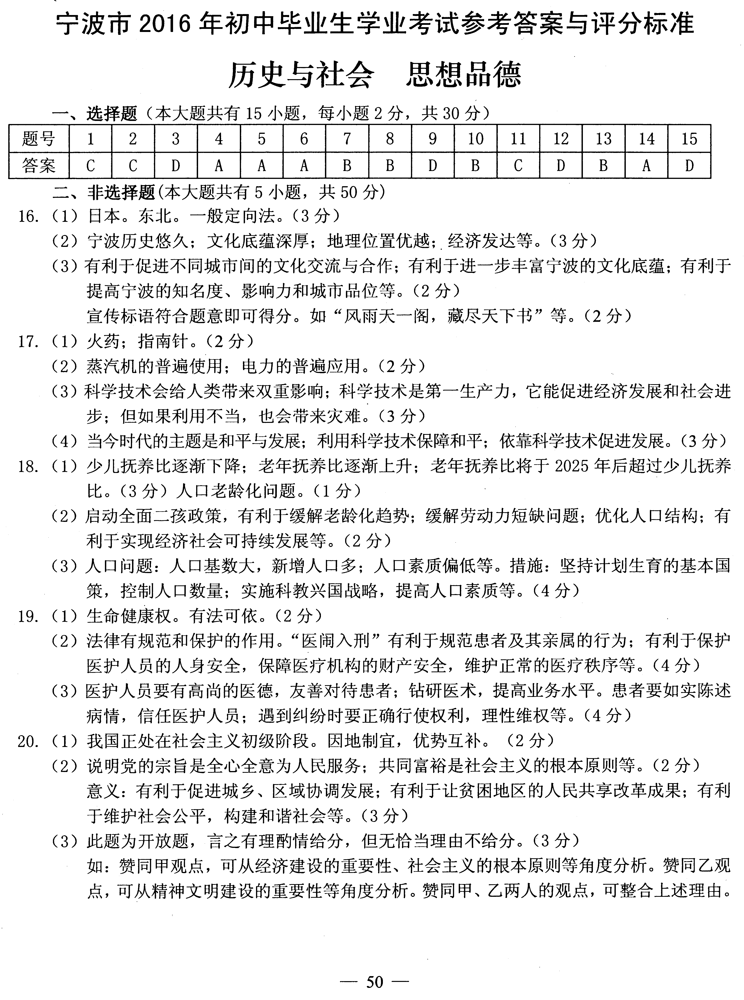 宁波市 2016 年初中毕业生学业考试参考答案与评分标准
历史与社会 思想品德
一、选择题（本大题共有 15 小题，每小题 2 分，共 30 分）
题号 1 2 3 4 5 6 7 8 9 10 11 12 13 14 15
答案 C C D A A A B B D B C D B A D
二、非选择题(本大题共有 5 小题，共 50 分)
16.（1）日本。东北。一般定向法。（3 分）
（2）宁波历史悠久；文化底蕴深厚；地理位置优越；经济发达等。（3 分）
（3）有利于促进不同城市间的文化交流与合作；有利于进一步丰富宁波的文化底蕴；有利于
提高宁波的知名度、影响力和城市品位等。（2 分）
宣传标语符合题意即可得分。如“风雨天一阁，藏尽天下书”等。（2 分）
17.（1）火药；指南针。（2 分）
（2）蒸汽机的普遍使用；电力的普遍应用。（2 分）
（3）科学技术会给人类带来双重影响；科学技术是第一生产力，它能促进经济发展和社会进
步；但如果利用不当，也会带来灾难。（3 分）
（4）当今时代的主题是和平与发展；利用科学技术保障和平；依靠科学技术促进发展。（3 分）
18.（1）少儿抚养比逐渐下降；老年抚养比逐渐上升；老年抚养比将于 2025 年后超过少儿抚养
比。（3 分）人口老龄化问题。（1 分）
（2）启动全面二孩政策，有利于缓解老龄化趋势；缓解劳动力短缺问题；优化人口结构；有
利于实现经济社会可持续发展等。（2 分）
（3）人口问题：人口基数大，新增人口多；人口素质偏低等。措施：坚持计划生育的基本国
策，控制人口数量；实施科教兴国战略，提高人口素质等。（4 分）
19.（1）生命健康权。有法可依。（2 分）
（2）法律有规范和保护的作用。“医闹入刑”有利于规范患者及其亲属的行为；有利于保护
医护人员的人身安全，保障医疗机构的财产安全，维护正常的医疗秩序等。（4 分）
（3）医护人员要有高尚的医德，友善对待患者；钻研医术，提高业务水平。患者要如实陈述
病情，信任医护人员；遇到纠纷时要正确行使权利，理性维权等。（4 分）
20.（1）我国正处在社会主义初级阶段。因地制宜，优势互补。（2 分）
（2）说明党的宗旨是全心全意为人民服务；共同富裕是社会主义的根本原则等。（2 分）
意义：有利于促进城乡、区域协调发展；有利于让贫困地区的人民共享改革成果；有利
于维护社会公平，构建和谐社会等。（3 分）
（3）此题为开放题，言之有理酌情给分，但无恰当理由不给分。（3 分）
如：赞同甲观点，可从经济建设的重要性、社会主义的根本原则等角度分析。赞同乙观
点，可从精神文明建设的重要性等角度分析。赞同甲、乙两人的观点，可整合上述理由。
— 50 —